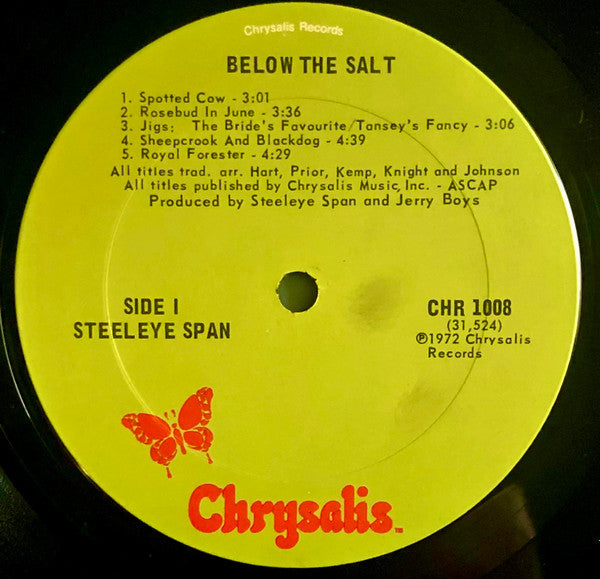 Chrysalis Records
BELOW THE SALT
1. Spotted Cow - 3:01
2. Rosebud In June - 3:36
3. Jigs: The Bride's Favourite/Tansey's Fancy - 3:06
4. Sheepcrook And Blackdog - 4:39
5. Royal Forester - 4:29
All titles trad. arr. Hart, Prior, Kemp, Knight and Johnson
All titles published by Chrysalis Music, Inc. - ASCAP
Produced by Steeleye Span and Jerry Boys
SIDE I
STEELEYE SPAN
CHR 1008
(31,524)
℗1972 Chrysalis
Records
Chrysalis™